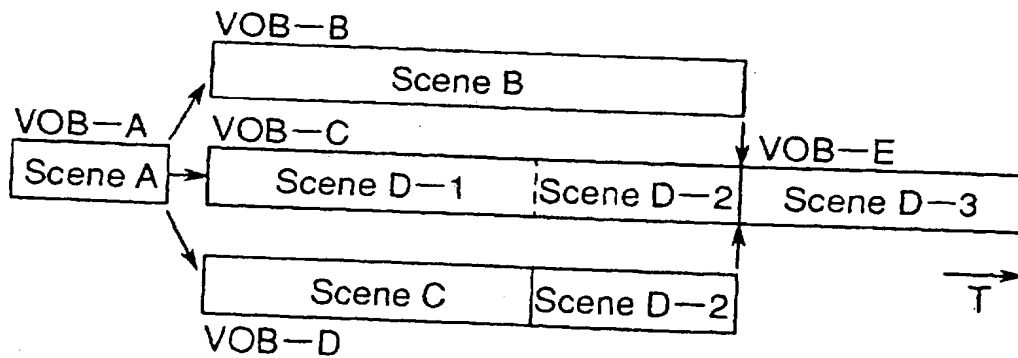 VOB—B
Scene B
VOB—A
Scene A
VOB—C
Scene D—1
Scene D—2
VOB—E
Scene D—3
Scene C
Scene D—2
VOB—D
T